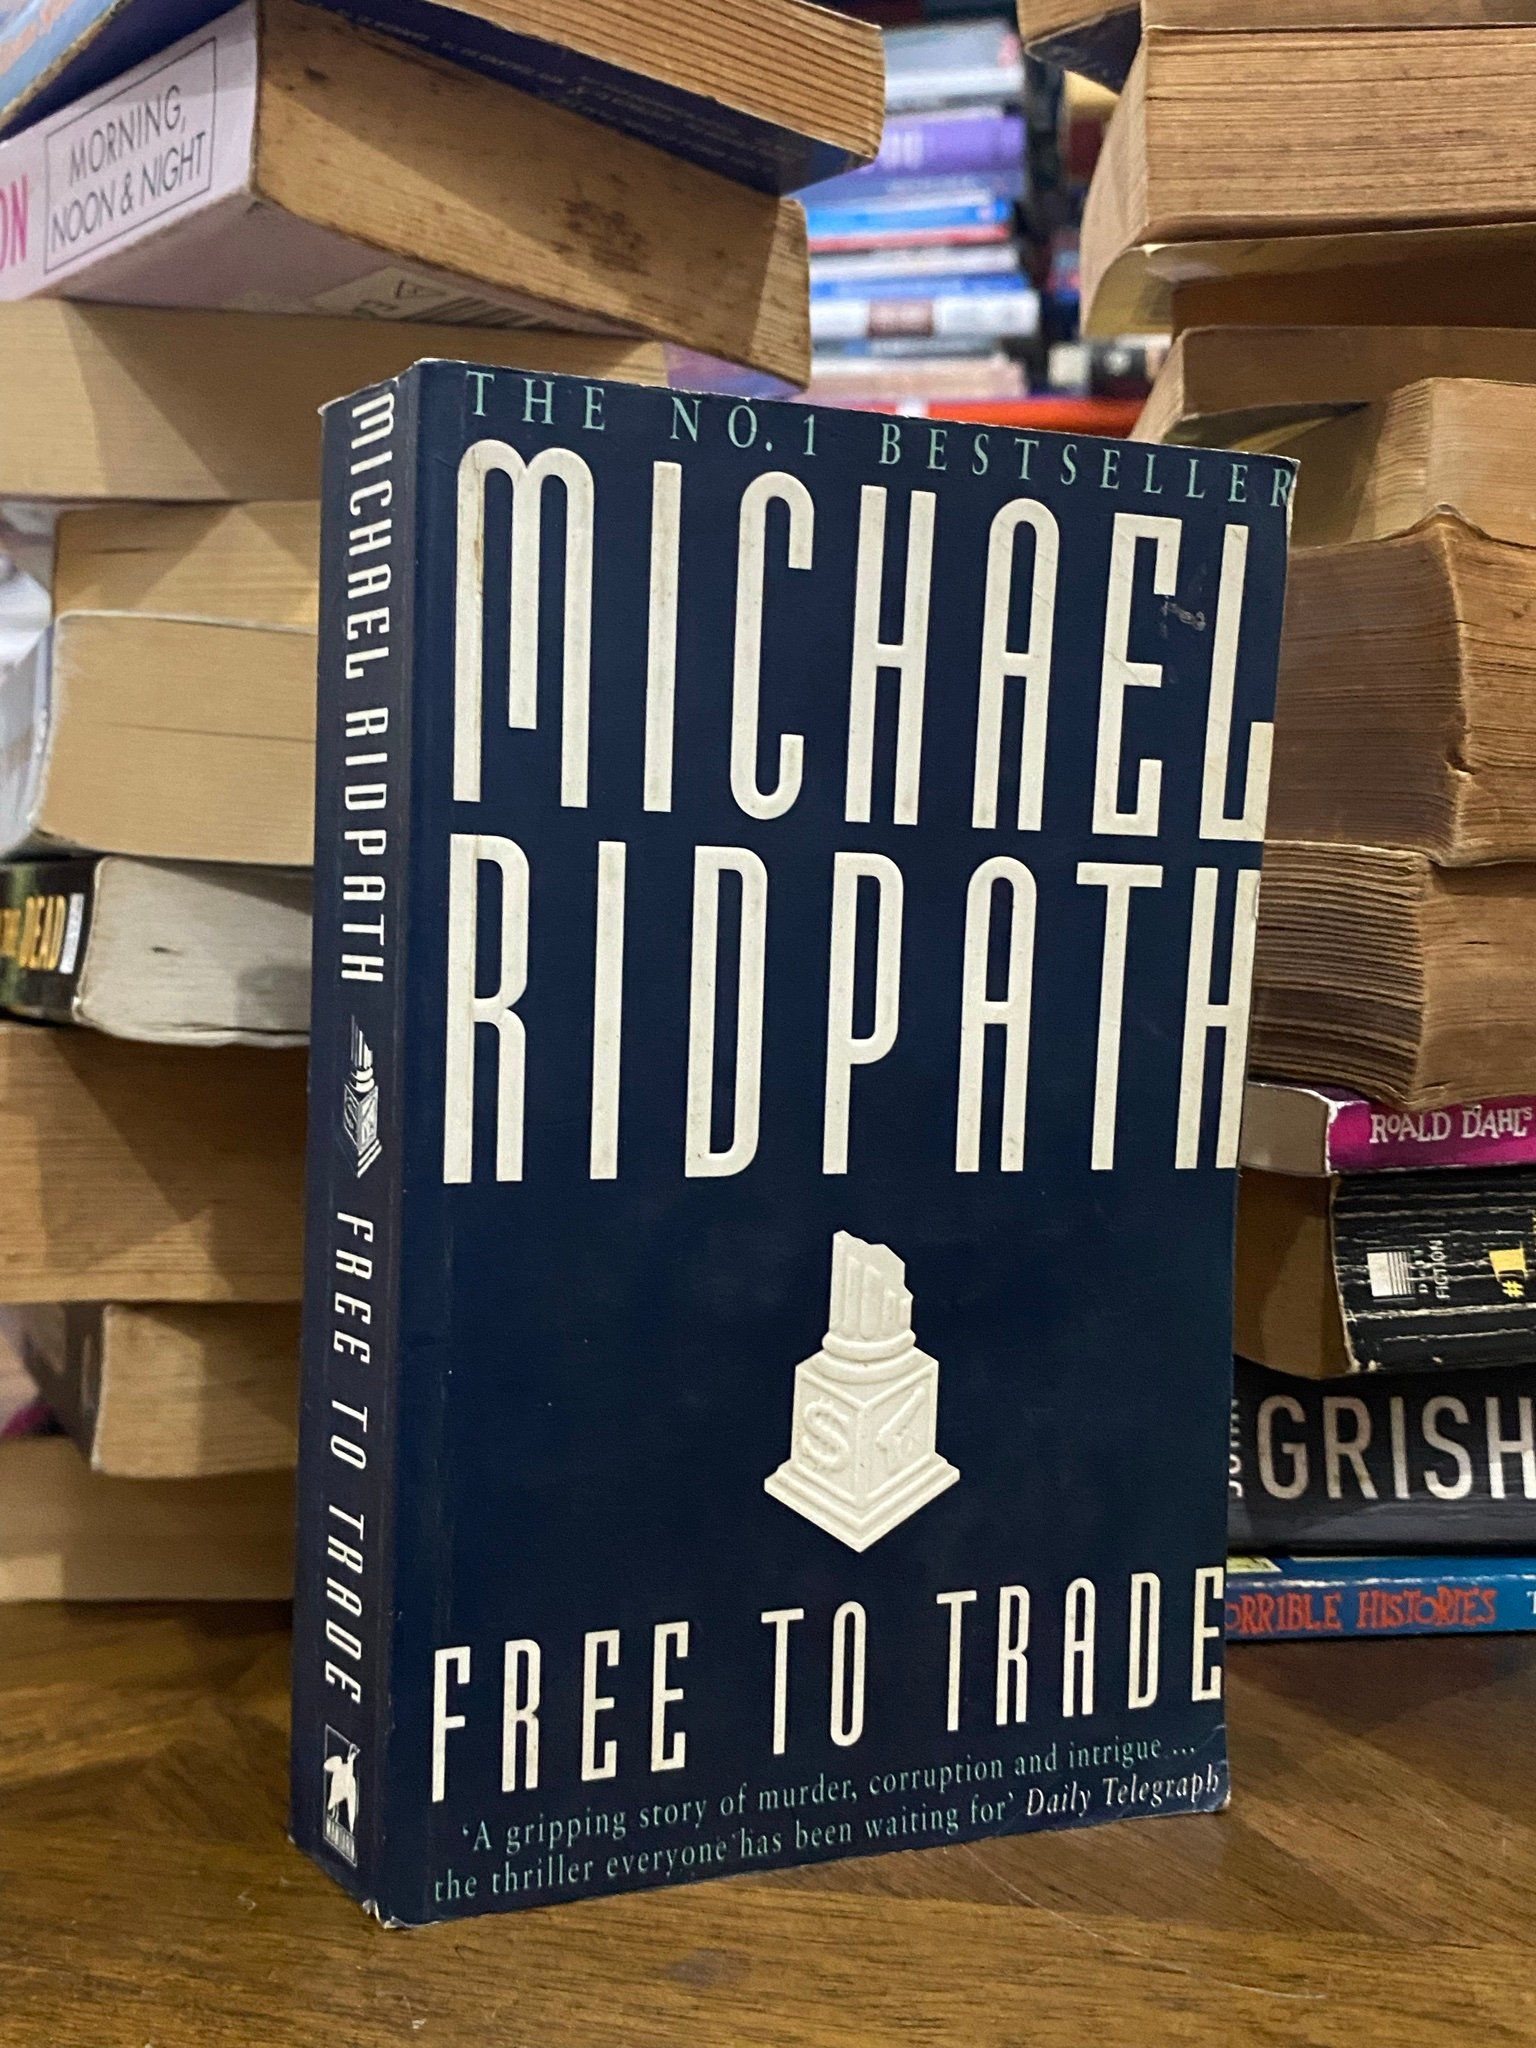 THE NO. 1 BESTSELLER
MICHAEL
RIDPATH
$
FREE TO TRADE
'A gripping story of murder, corruption and intrigue ...
the thriller everyone has been waiting for' Daily Telegraph
MICHAEL RIDPATH
FREE TO TRADE
MORNING,
NOON & NIGHT
ON
DEAD
ROALD DAHL'S
FICTION
#
JOHN
GRISH
ORRIBLE HISTORIES